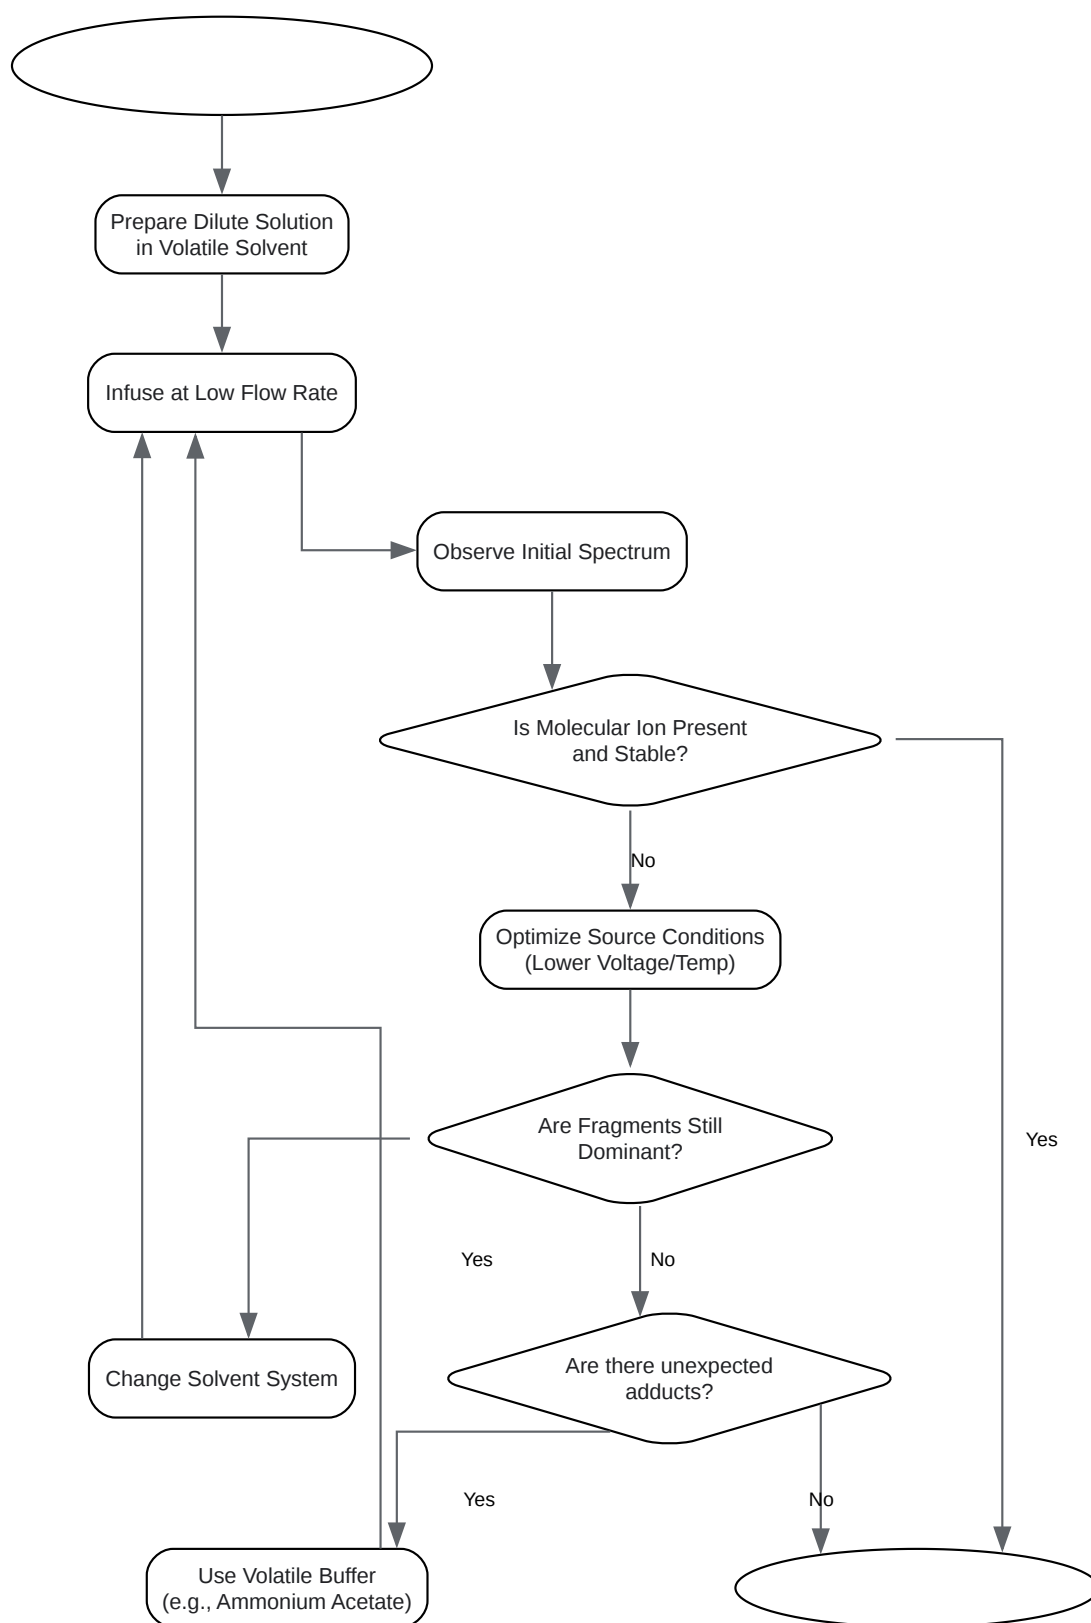 Prepare Dilute Solution
in Volatile Solvent
Infuse at Low Flow Rate
Observe Initial Spectrum
Is Molecular Ion Present
and Stable?
No
Optimize Source Conditions
(Lower Voltage/Temp)
Are Fragments Still
Dominant?
Yes
Yes
No
Are there unexpected
adducts?
Change Solvent System
Yes
No
Use Volatile Buffer
(e.g., Ammonium Acetate)